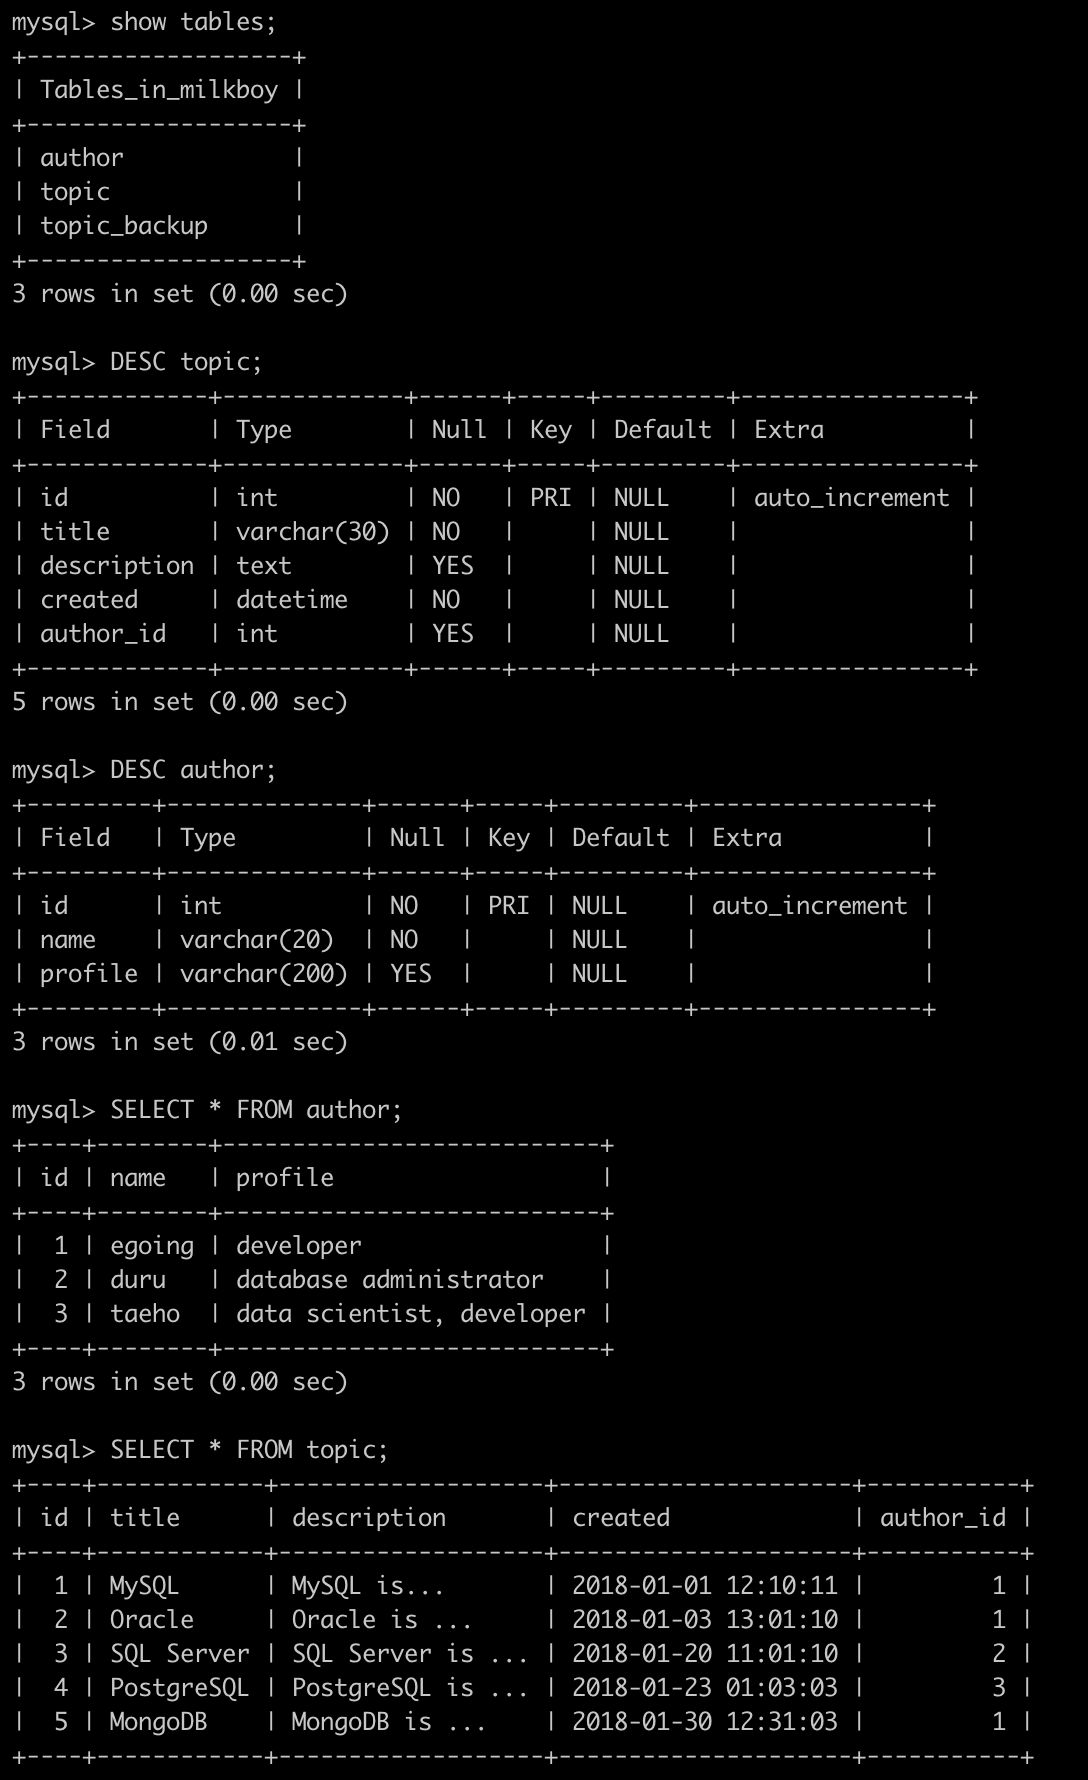 mysql> show tables;
+-------------------+
| Tables_in_milkboy |
+-------------------+
| author            |
| topic             |
| topic_backup      |
+-------------------+
3 rows in set (0.00 sec)

mysql> DESC topic;
+-------------+-------------+------+-----+---------+----------------+
| Field       | Type        | Null | Key | Default | Extra          |
+-------------+-------------+------+-----+---------+----------------+
| id          | int         | NO   | PRI | NULL    | auto_increment |
| title       | varchar(30) | NO   |     | NULL    |                |
| description | text        | YES  |     | NULL    |                |
| created     | datetime    | NO   |     | NULL    |                |
| author_id   | int         | YES  |     | NULL    |                |
+-------------+-------------+------+-----+---------+----------------+
5 rows in set (0.00 sec)

mysql> DESC author;
+---------+--------------+------+-----+---------+----------------+
| Field   | Type         | Null | Key | Default | Extra          |
+---------+--------------+------+-----+---------+----------------+
| id      | int          | NO   | PRI | NULL    | auto_increment |
| name    | varchar(20)  | NO   |     | NULL    |                |
| profile | varchar(200) | YES  |     | NULL    |                |
+---------+--------------+------+-----+---------+----------------+
3 rows in set (0.01 sec)

mysql> SELECT * FROM author;
+----+--------+---------------------------+
| id | name   | profile                   |
+----+--------+---------------------------+
|  1 | egoing | developer                 |
|  2 | duru   | database administrator    |
|  3 | taeho  | data scientist, developer |
+----+--------+---------------------------+
3 rows in set (0.00 sec)

mysql> SELECT * FROM topic;
+----+------------+-------------------+---------------------+-----------+
| id | title      | description       | created             | author_id |
+----+------------+-------------------+---------------------+-----------+
|  1 | MySQL      | MySQL is...       | 2018-01-01 12:10:11 |         1 |
|  2 | Oracle     | Oracle is ...     | 2018-01-03 13:01:10 |         1 |
|  3 | SQL Server | SQL Server is ... | 2018-01-20 11:01:10 |         2 |
|  4 | PostgreSQL | PostgreSQL is ... | 2018-01-23 01:03:03 |         3 |
|  5 | MongoDB    | MongoDB is ...    | 2018-01-30 12:31:03 |         1 |
+----+------------+-------------------+---------------------+-----------+